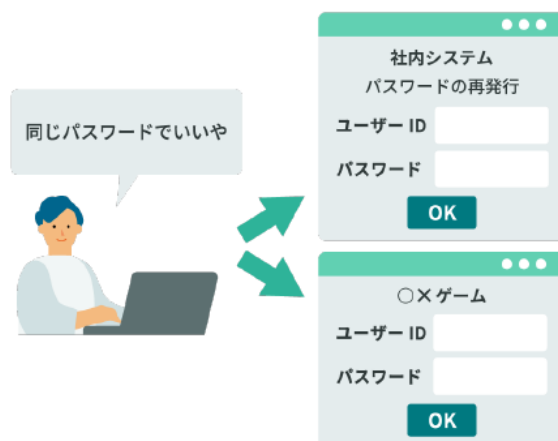 同じパスワードでいいや
社内システム
パスワードの再発行
ユーザー ID
パスワード
OK
○×ゲーム
ユーザー ID
パスワード
OK